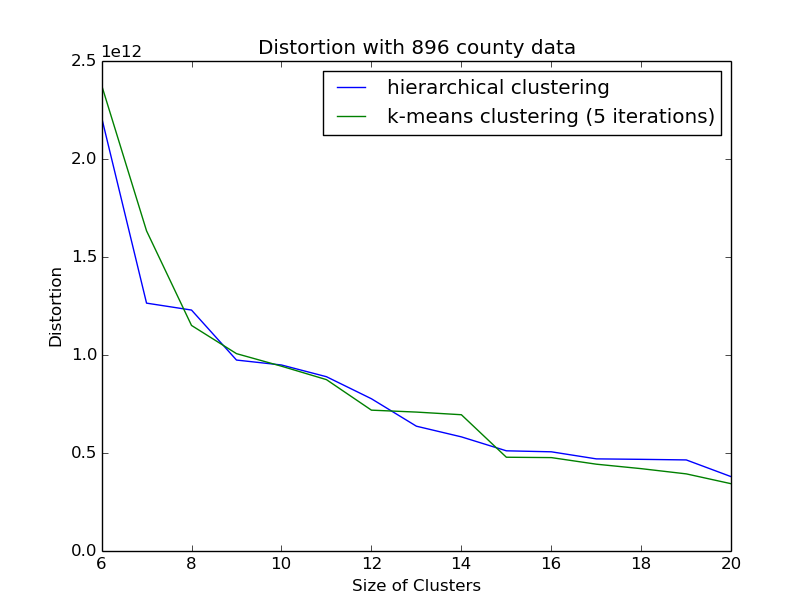 Distortion with 896 county data
1e12
hierarchical clustering
k-means clustering (5 iterations)
2.5
2.0
1.5
1.0
0.5
0.0
Distortion
6 8 10 12 14 16 18 20
Size of Clusters